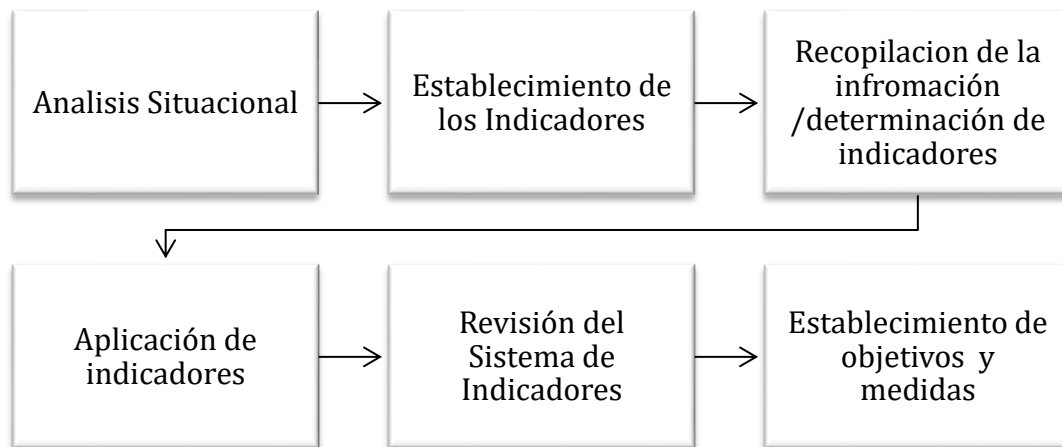 Analisis Situacional
Establecimiento de
los Indicadores
Recopilacion de la
infromación
/determinación de
indicadores
Aplicación de
indicadores
Revisión del
Sistema de
Indicadores
Establecimiento de
objetivos y
medidas